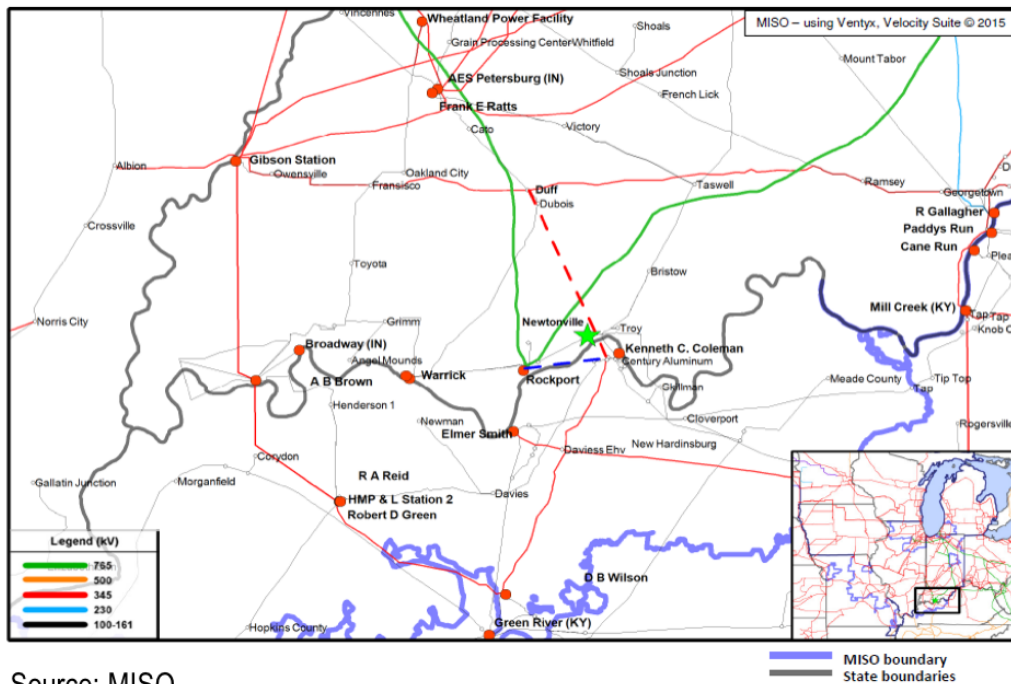 MISO – using Ventyx, Velocity Suite © 2015
Vincennes
Wheatland Power Facility
Shoals
Grain Processing Center Whitfield
Mount Tabor
Shoals Junction
AES Petersburg (IN)
French Lick
Frank E Ratts
Cato
Victory
Gibson Station
Albion
Owensville
Oakland City
Fransisco
Duff
Dubois
Taswell
Ramsey
Georgetown
R Gallagher
Paddys Run
Cane Run
Crossville
Toyota
Bristow
Mill Creek (KY)
Tap
Tap
Knob C
Norris City
Grimm
Newtonville
Troy
Broadway (IN)
Angel Mounds
Kenneth C. Coleman
Century Aluminum
A B Brown
Warrick
Rockport
Skillman
Meade County
Tip Top
Tap
Henderson 1
Newman
Cloverport
Elmer Smith
New Hardinsburg
Rogersville
Daviess Ehv
Corydon
R A Reid
Gallatin Junction
Morganfield
Davies
HMP & L Station 2
Robert D Green
Legend (kV)
765
500
345
230
100-161
D B Wilson
Hopkins County
Green River (KY)
MISO boundary
State boundaries
Source: MISO